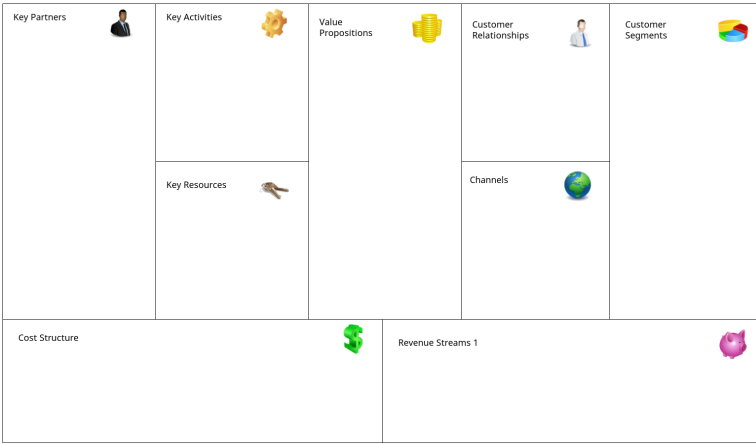 Key Partners
Key Activities
Value
Propositions
Customer
Relationships
Customer
Segments
Key Resources
Channels
Cost Structure
Revenue Streams 1